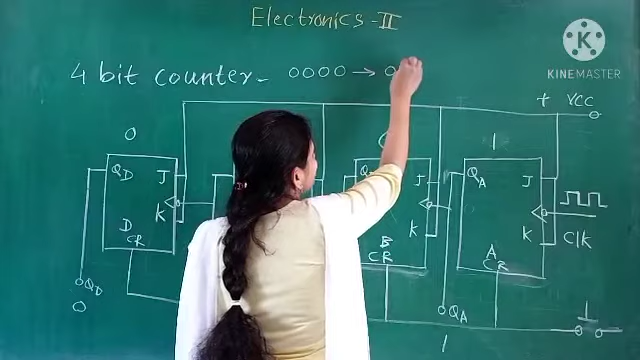 Electronics-II
K
KINEMASTER
4 bit counter - 0000 → 0
+ VCC
0 1
QD J QA J
K K K CLK
D CR B CR A CR
QD QA
0 1